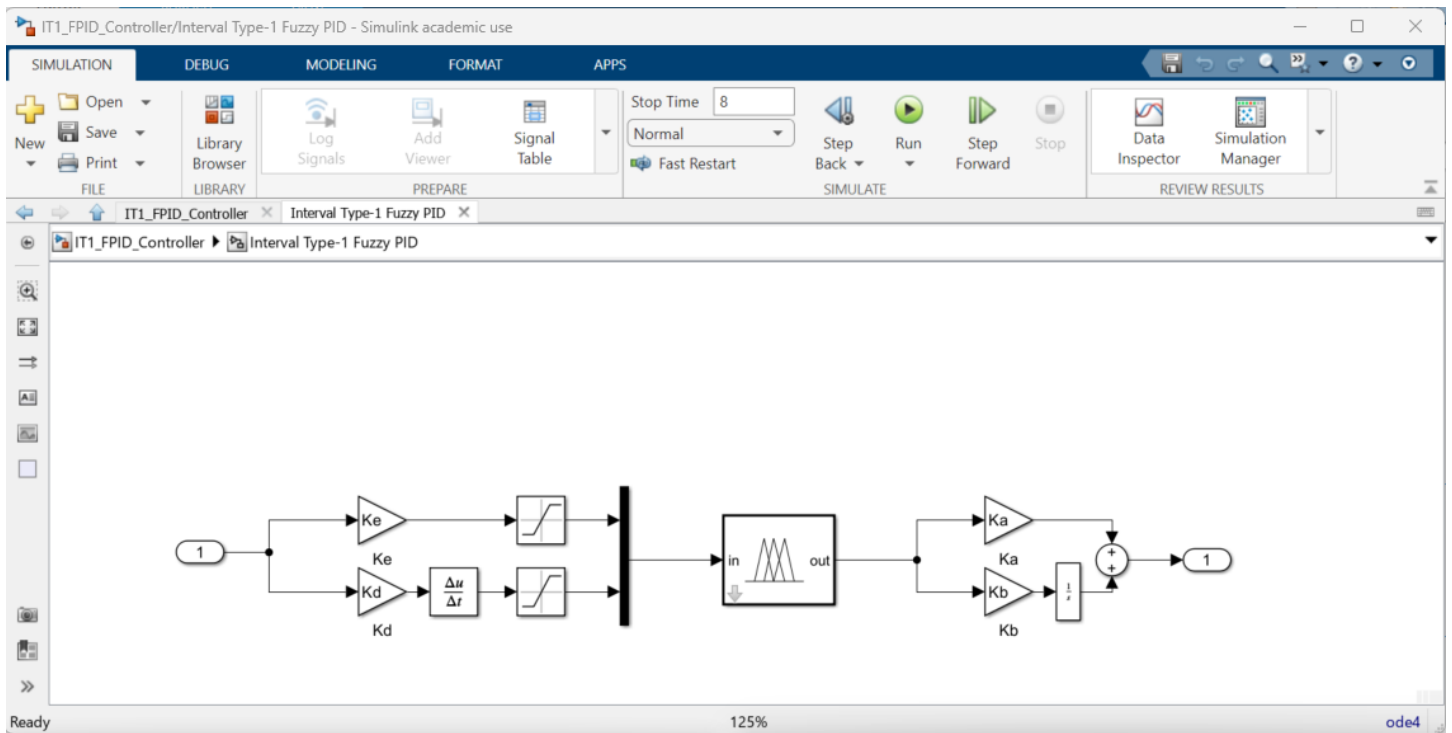 IT1_FPID_Controller/Interval Type-1 Fuzzy PID - Simulink academic use
SIMULATION DEBUG MODELING FORMAT APPS
New
Open
Save
Print
FILE
Library Browser
LIBRARY
Log Signals
Add Viewer
Signal Table
PREPARE
Stop Time 8
Normal
Fast Restart
Step Back
Run
Step Forward
Stop
SIMULATE
Data Inspector
Simulation Manager
REVIEW RESULTS
IT1_FPID_Controller Interval Type-1 Fuzzy PID
IT1_FPID_Controller Interval Type-1 Fuzzy PID
1
Ke
Ke
Kd
Kd
Δu
Δt
in out
Ka
Ka
Kb
Kb
1
s
+
+
1
Ready 125% ode4